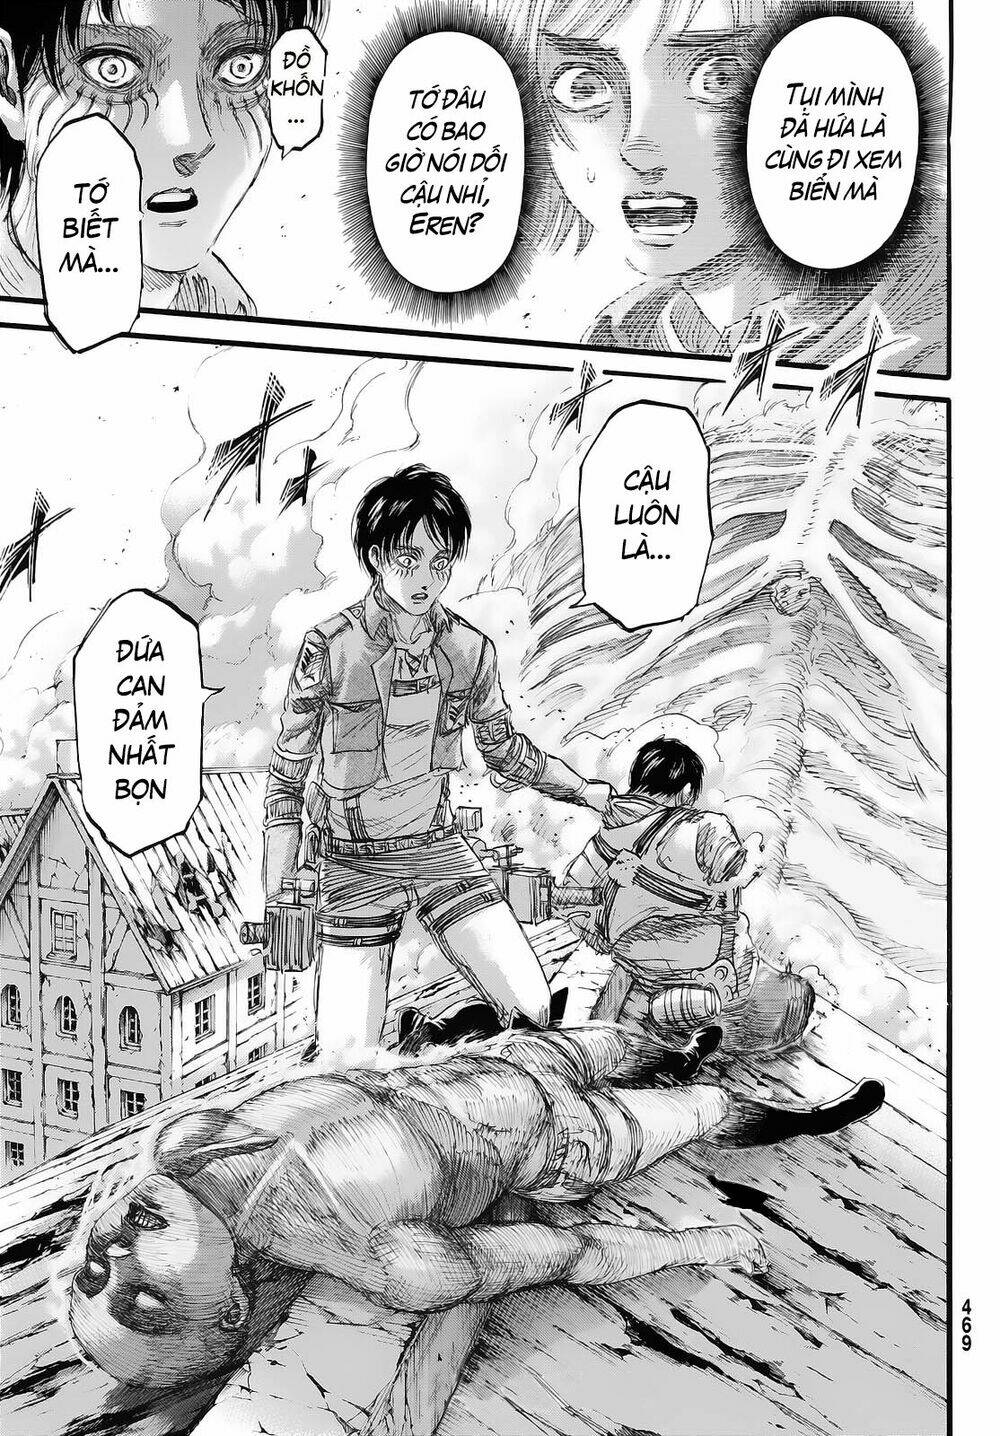 TỤI MÌNH
ĐÃ HỨA LÀ
CÙNG ĐI XEM
BIỂN MÀ
TỚ ĐÂU
CÓ BAO
GIỜ NÓI DỐI
CẬU NHỈ,
EREN?
ĐỒ
KHỐN
...
TỚ
BIẾT
MÀ...
CẬU
LUÔN
LÀ...
ĐỨA
CAN
ĐẢM
NHẤT
BỌN
469